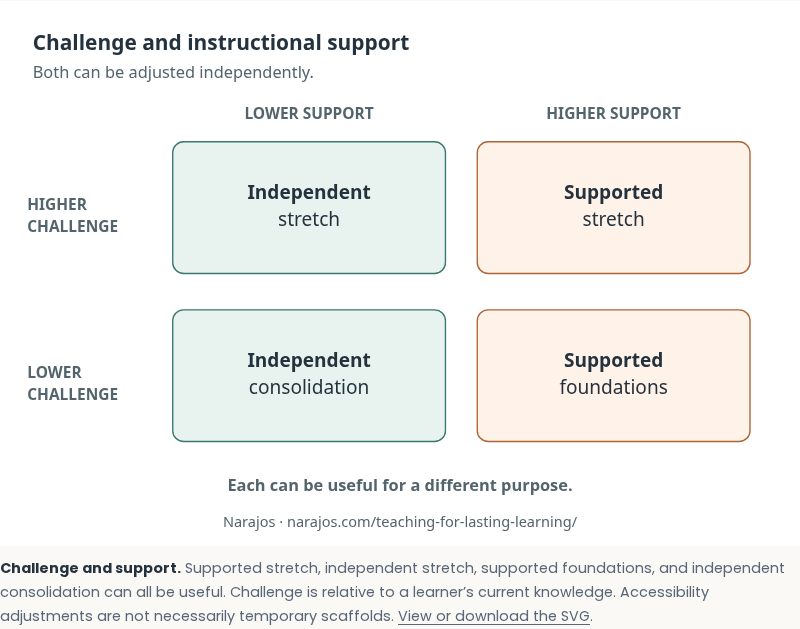 Challenge and instructional support
Both can be adjusted independently.
LOWER SUPPORT
HIGHER SUPPORT
HIGHER
CHALLENGE
Independent
stretch
Supported
stretch
LOWER
CHALLENGE
Independent
consolidation
Supported
foundations
Each can be useful for a different purpose.
Narajos · narajos.com/teaching-for-lasting-learning/
Challenge and support. Supported stretch, independent stretch, supported foundations, and independent
consolidation can all be useful. Challenge is relative to a learner’s current knowledge. Accessibility
adjustments are not necessarily temporary scaffolds. View or download the SVG.